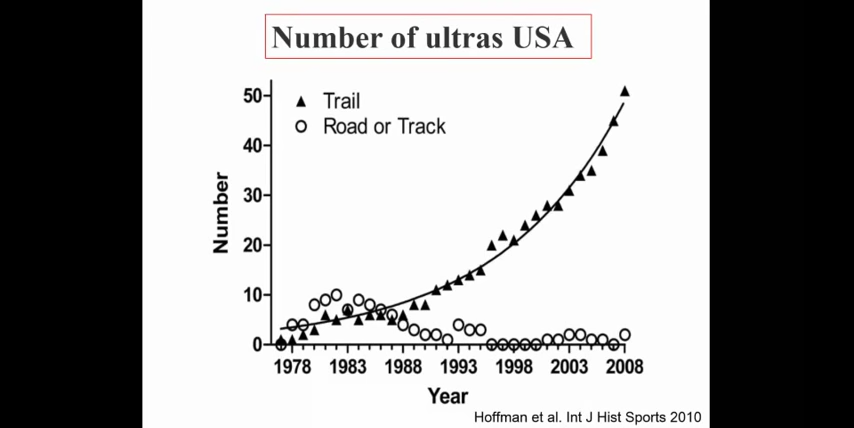 Number of ultras USA
Trail
Road or Track
50
40
30
20
10
0
Number
1978 1983 1988 1993 1998 2003 2008
Year
Hoffman et al. Int J Hist Sports 2010